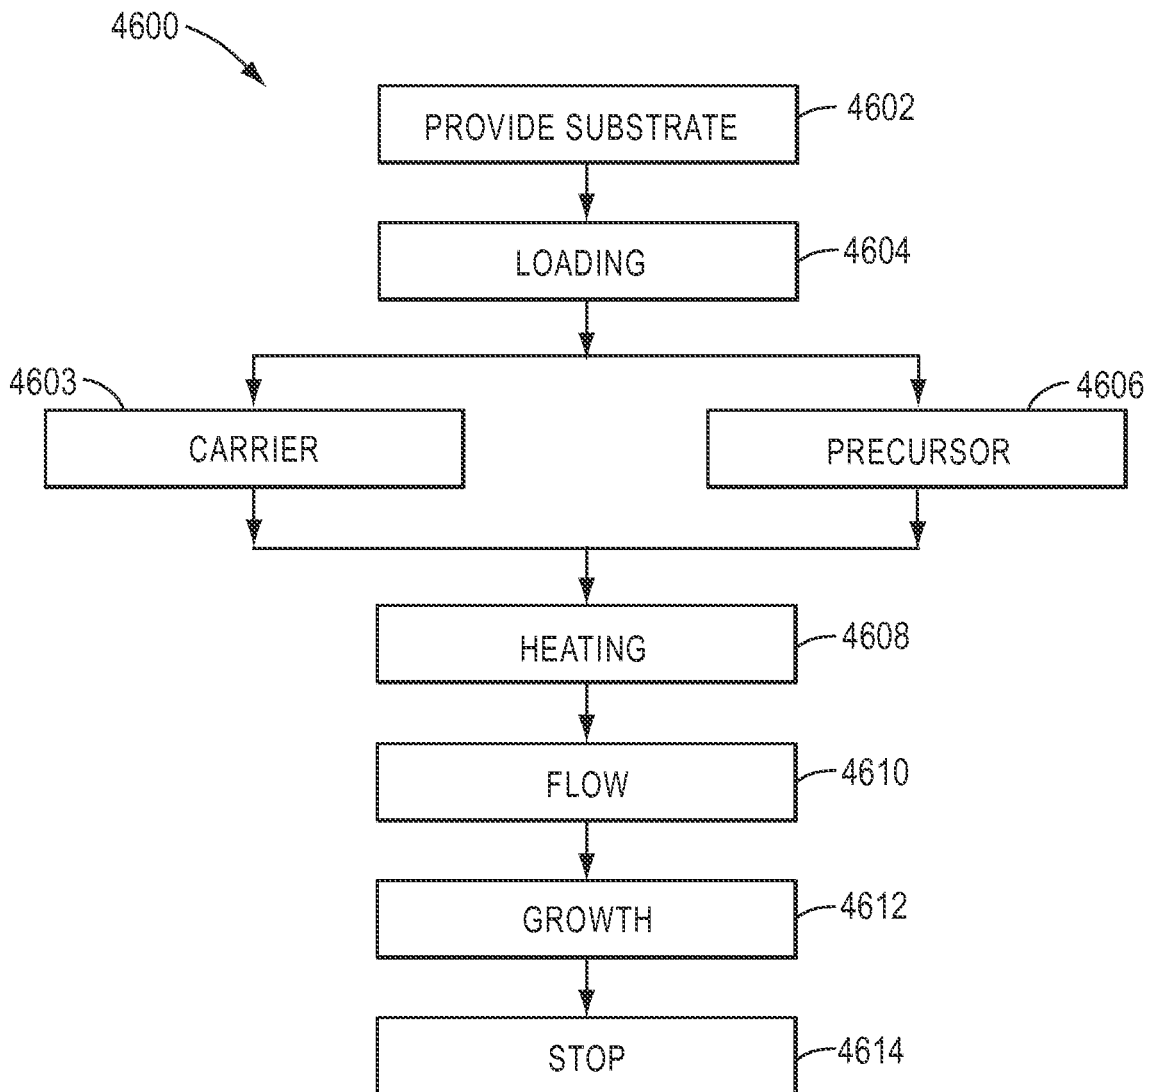 4600
PROVIDE SUBSTRATE
4602
LOADING
4604
4603
CARRIER
4606
PRECURSOR
HEATING
4608
FLOW
4610
GROWTH
4612
STOP
4614